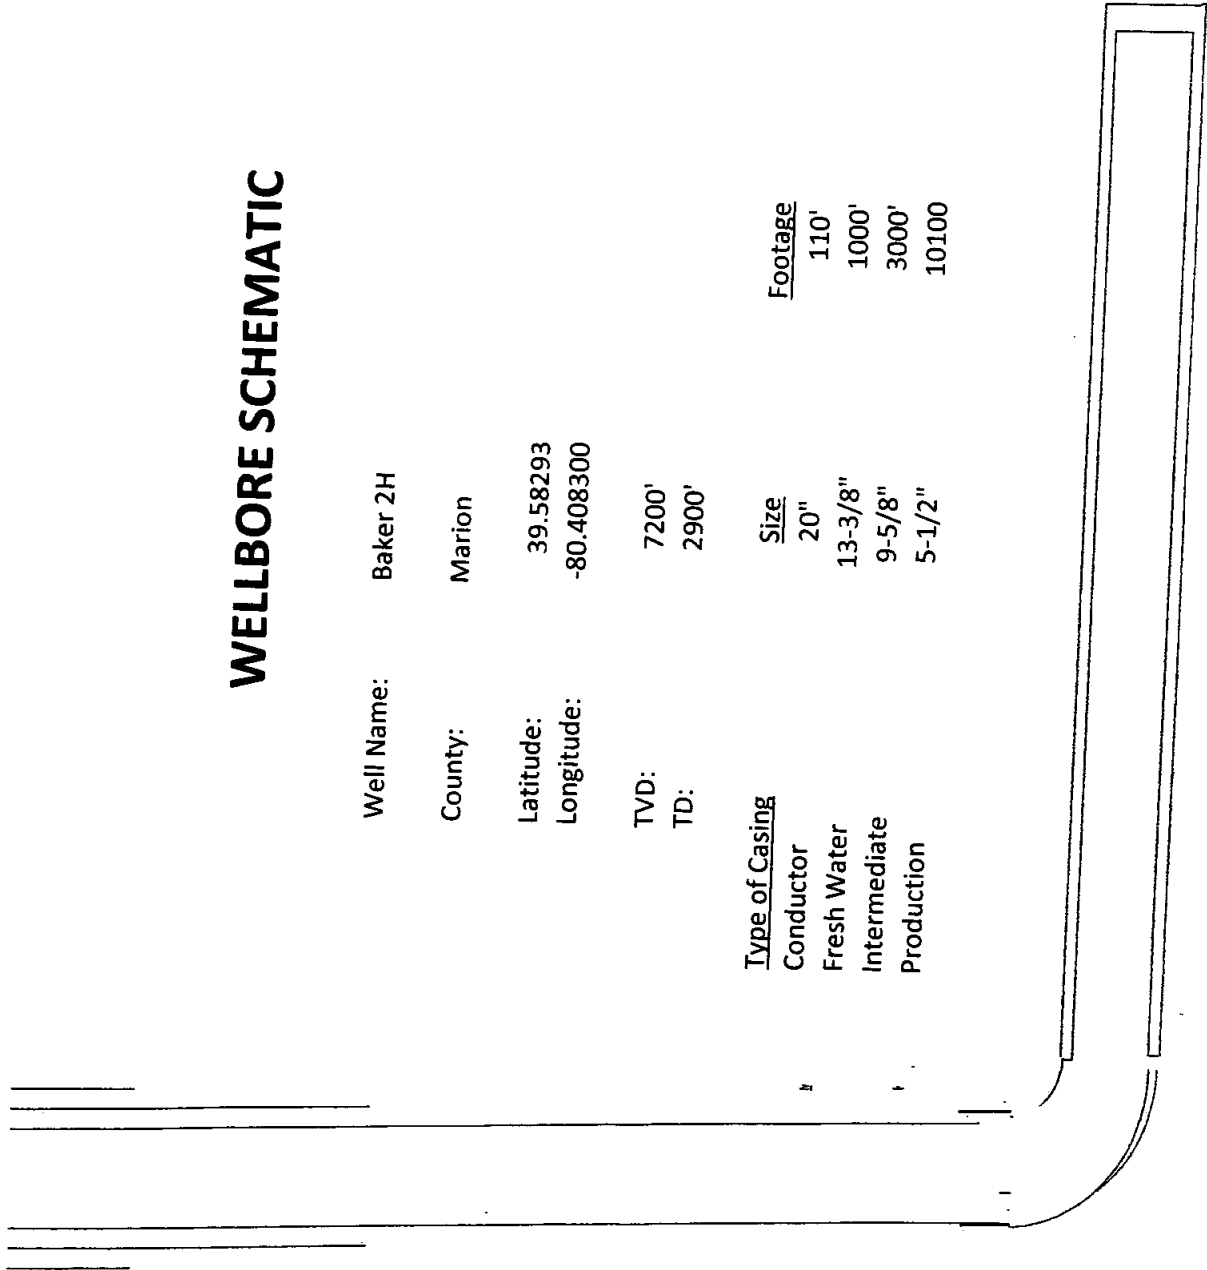 WELLBORE SCHEMATIC
Well Name: Baker 2H
County: Marion
Latitude: 39.58293
Longitude: -80.408300
TVD: 7200'
TD: 2900'
Type of Casing Size Footage
Conductor 20" 110'
Fresh Water 13-3/8" 1000'
Intermediate 9-5/8" 3000'
Production 5-1/2" 10100